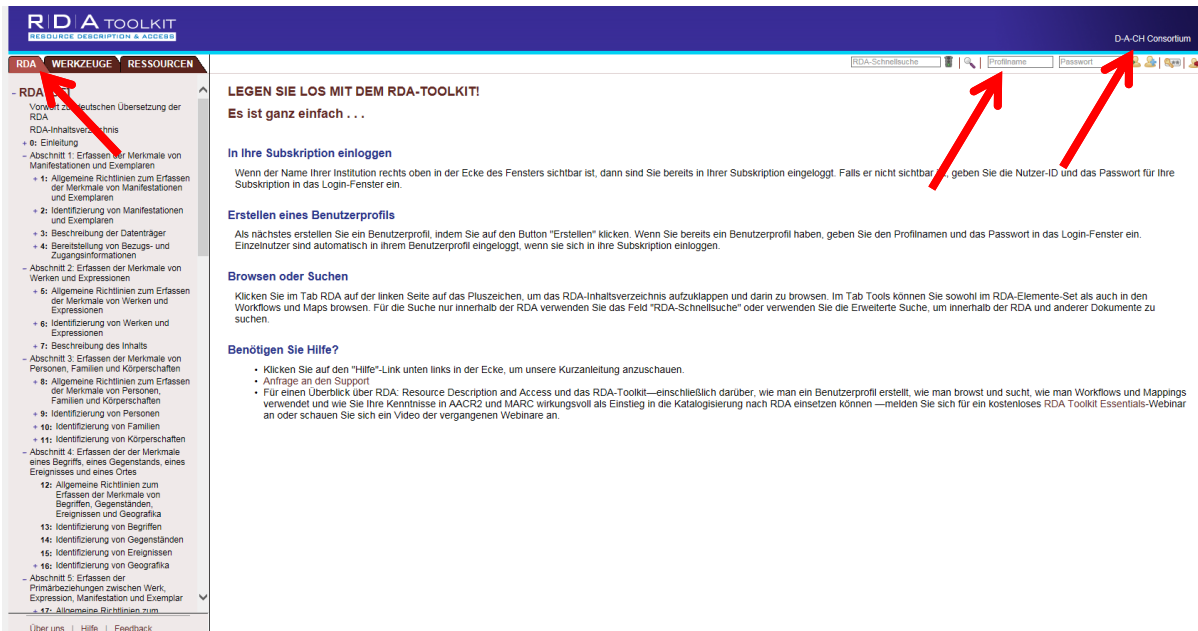 R|D|A TOOLKIT
RESOURCE DESCRIPTION & ACCESS
D-A-CH Consortium
RDA WERKZEUGE RESSOURCEN
RDA-Schnellsuche Profilname Passwort
- RDA
Vorwort zur deutschen Übersetzung der
RDA
RDA-Inhaltsverzeichnis
+ 0: Einleitung
– Abschnitt 1: Erfassen der Merkmale von
Manifestationen und Exemplaren
+ 1: Allgemeine Richtlinien zum Erfassen
der Merkmale von Manifestationen
und Exemplaren
+ 2: Identifizierung von Manifestationen
und Exemplaren
+ 3: Beschreibung der Datenträger
+ 4: Bereitstellung von Bezugs- und
Zugangsinformationen
– Abschnitt 2: Erfassen der Merkmale von
Werken und Expressionen
+ 5: Allgemeine Richtlinien zum Erfassen
der Merkmale von Werken und
Expressionen
+ 6: Identifizierung von Werken und
Expressionen
+ 7: Beschreibung des Inhalts
– Abschnitt 3: Erfassen der Merkmale von
Personen, Familien und Körperschaften
+ 8: Allgemeine Richtlinien zum Erfassen
der Merkmale von Personen,
Familien und Körperschaften
+ 9: Identifizierung von Personen
+ 10: Identifizierung von Familien
+ 11: Identifizierung von Körperschaften
– Abschnitt 4: Erfassen der der Merkmale
eines Begriffs, eines Gegenstands, eines
Ereignisses und eines Ortes
12: Allgemeine Richtlinien zum
Erfassen der Merkmale von
Begriffen, Gegenständen,
Ereignissen und Geografika
13: Identifizierung von Begriffen
14: Identifizierung von Gegenständen
15: Identifizierung von Ereignissen
+ 16: Identifizierung von Geografika
– Abschnitt 5: Erfassen der
Primärbeziehungen zwischen Werk,
Expression, Manifestation und Exemplar
+ 17: Allgemeine Richtlinien zum
Über uns | Hilfe | Feedback
LEGEN SIE LOS MIT DEM RDA-TOOLKIT!
Es ist ganz einfach . . .
In Ihre Subskription einloggen
Wenn der Name Ihrer Institution rechts oben in der Ecke des Fensters sichtbar ist, dann sind Sie bereits in Ihrer Subskription eingeloggt. Falls er nicht sichtbar ist, geben Sie die Nutzer-ID und das Passwort für Ihre
Subskription in das Login-Fenster ein.
Erstellen eines Benutzerprofils
Als nächstes erstellen Sie ein Benutzerprofil, indem Sie auf den Button "Erstellen" klicken. Wenn Sie bereits ein Benutzerprofil haben, geben Sie den Profilnamen und das Passwort in das Login-Fenster ein.
Einzelnutzer sind automatisch in ihrem Benutzerprofil eingeloggt, wenn sie sich in ihre Subskription einloggen.
Browsen oder Suchen
Klicken Sie im Tab RDA auf der linken Seite auf das Pluszeichen, um das RDA-Inhaltsverzeichnis aufzuklappen und darin zu browsen. Im Tab Tools können Sie sowohl im RDA-Elemente-Set als auch in den
Workflows und Maps browsen. Für die Suche nur innerhalb der RDA verwenden Sie das Feld "RDA-Schnellsuche" oder verwenden Sie die Erweiterte Suche, um innerhalb der RDA und anderer Dokumente zu
suchen.
Benötigen Sie Hilfe?
• Klicken Sie auf den "Hilfe"-Link unten links in der Ecke, um unsere Kurzanleitung anzuschauen.
• Anfrage an den Support
• Für einen Überblick über RDA: Resource Description and Access und das RDA-Toolkit—einschließlich darüber, wie man ein Benutzerprofil erstellt, wie man browst und sucht, wie man Workflows und Mappings
verwendet und wie Sie Ihre Kenntnisse in AACR2 und MARC wirkungsvoll als Einstieg in die Katalogisierung nach RDA einsetzen können —melden Sie sich für ein kostenloses RDA Toolkit Essentials-Webinar
an oder schauen Sie sich ein Video der vergangenen Webinare an.